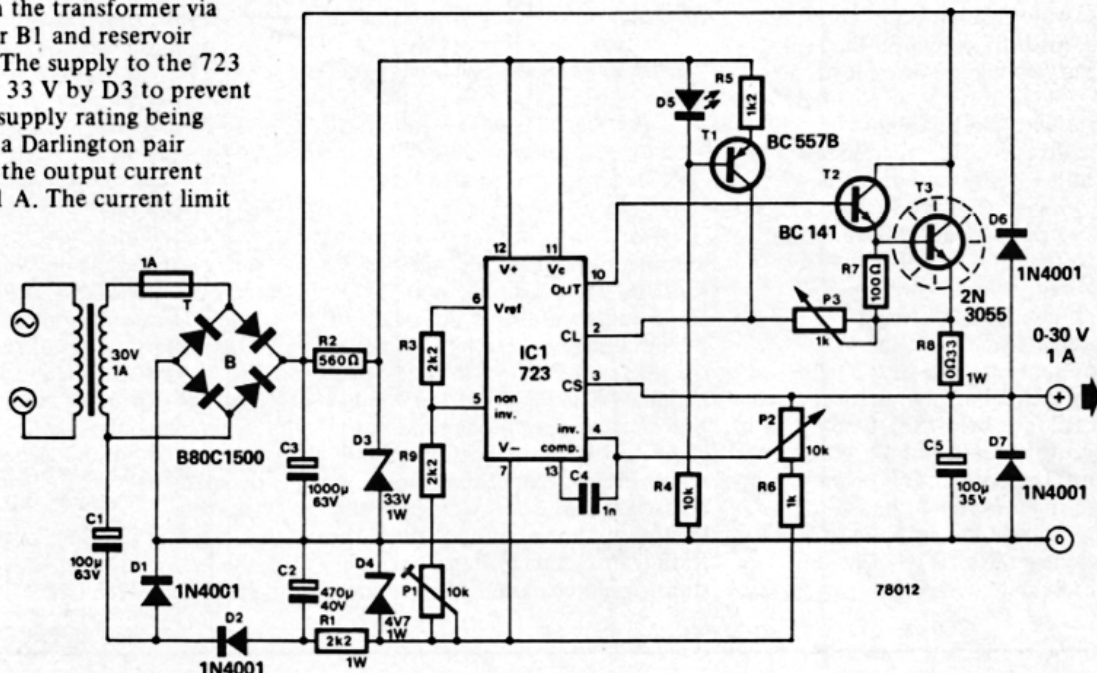 n the transformer via
r B1 and reservoir
The supply to the 723
33 V by D3 to prevent
supply rating being
a Darlington pair
the output current
1 A. The current limit
R5
1k2
D5
T1
BC 557B
T2
BC 141
T3
D6
1N4001
R7
100Ω
2N
3055
12
11
V+
Vc
10
OUT
6
Vref
P3
1k
2
CL
R8
0Ω33
1W
0-30 V
1 A
1A
T
30V
1A
B
R2
560Ω
R3
2k2
IC1
723
3
CS
+
5
non
inv.
inv.
4
comp.
P2
10k
V−
7
13
C4
1n
B80C1500
C3
1000µ
63V
D3
33V
1W
R9
2k2
R4
10k
R6
1k
C5
100µ
35V
D7
1N4001
0
C1
100µ
63V
D1
1N4001
C2
470µ
40V
D4
4V7
1W
P1
10k
78012
D2
1N4001
R1
2k2
1W